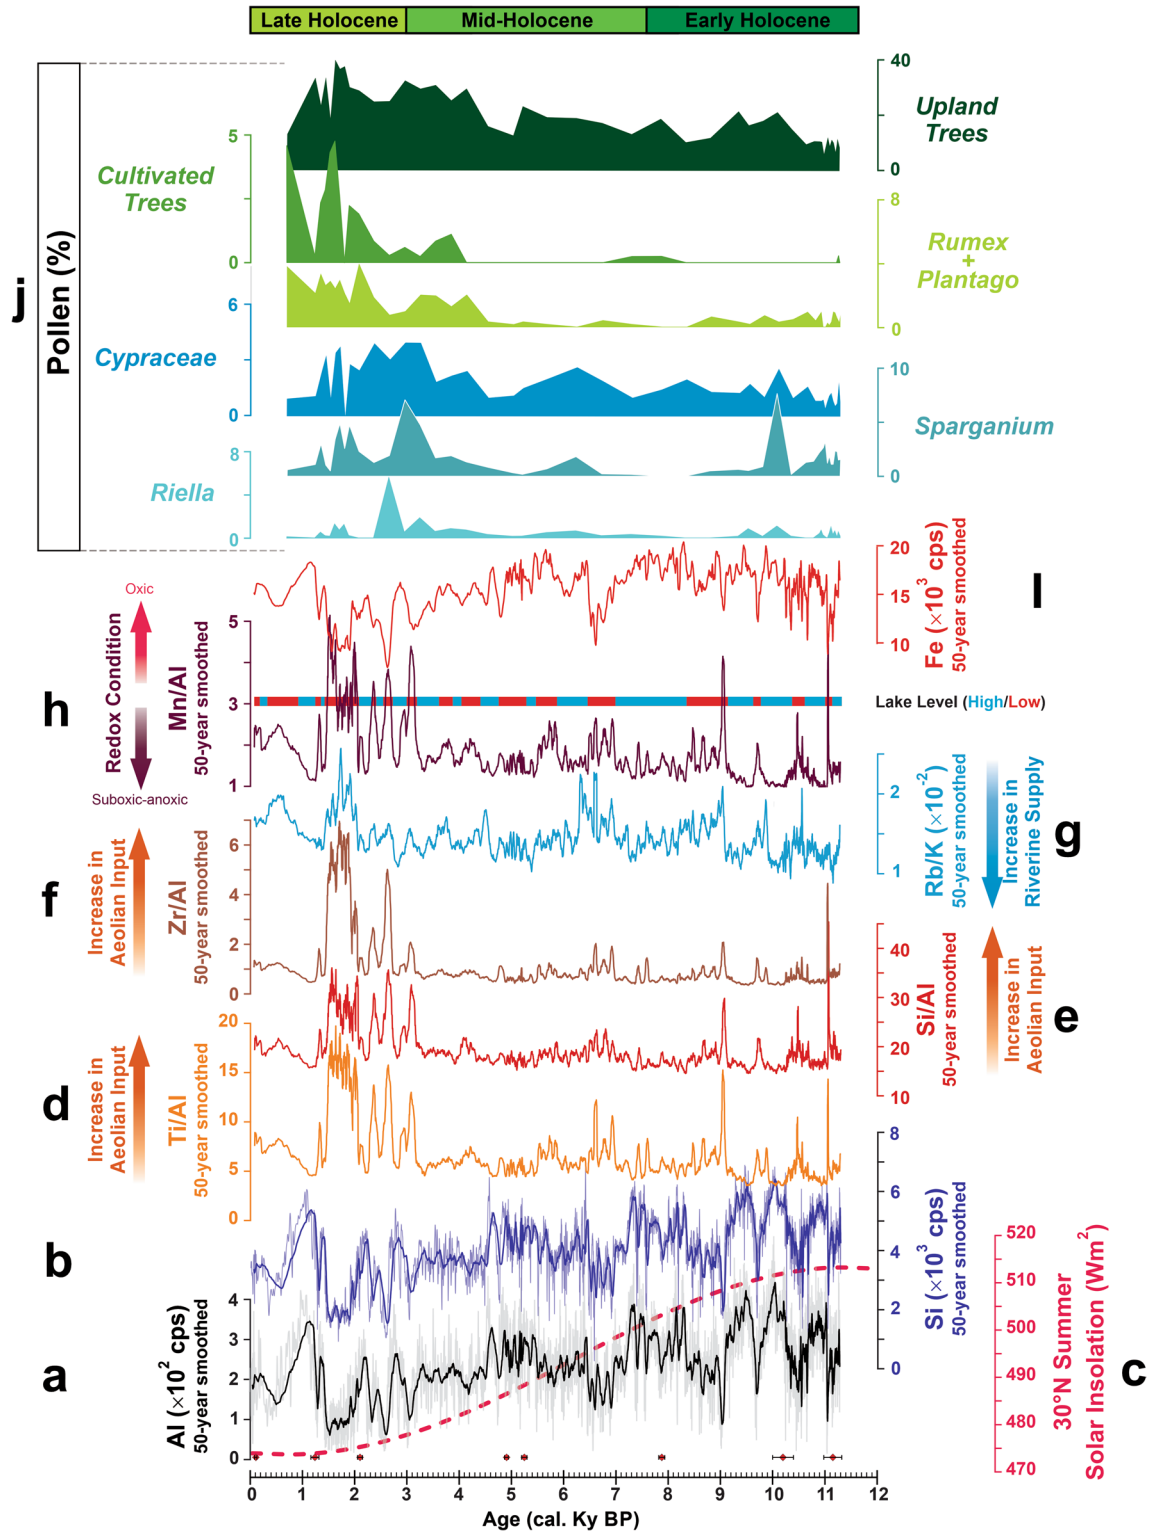 Late Holocene
Mid-Holocene
Early Holocene
j
Pollen (%)
Upland
Trees
40
20
0
Cultivated
Trees
5
0
Rumex
+
Plantago
8
0
Cypraceae
6
0
Sparganium
10
0
Riella
8
0
l
Fe (×10³ cps)
50-year smoothed
20
15
10
h
Oxic
Redox Condition
Suboxic-anoxic
Mn/Al
50-year smoothed
5
3
1
Lake Level (High/Low)
g
Rb/K (×10⁻²)
50-year smoothed
2
1
Increase in
Riverine Supply
f
Increase in
Aeolian Input
Zr/Al
50-year smoothed
6
4
2
0
e
Si/Al
50-year smoothed
40
30
20
10
Increase in
Aeolian Input
d
Increase in
Aeolian Input
Ti/Al
50-year smoothed
20
15
10
5
0
b
Si (×10³ cps)
50-year smoothed
8
6
4
2
0
a
Al (×10² cps)
50-year smoothed
4
3
2
1
0
c
30°N Summer
Solar Insolation (Wm²)
520
510
500
490
480
470
0 1 2 3 4 5 6 7 8 9 10 11 12
Age (cal. Ky BP)